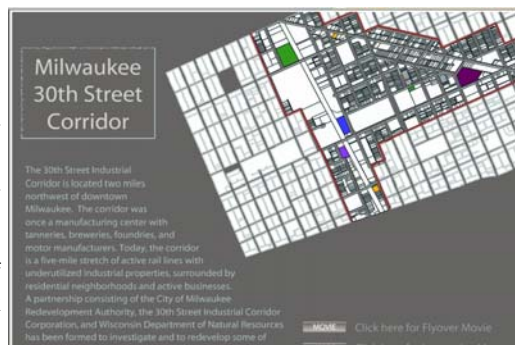 Milwaukee
30th Street
Corridor
The 30th Street Industrial
Corridor is located two miles
northwest of downtown
Milwaukee. The corridor was
once a manufacturing center with
tanneries, breweries, foundries, and
motor manufacturers. Today, the corridor
is a five-mile stretch of active rail lines with
underutilized industrial properties, surrounded by
residential neighborhoods and active businesses.
A partnership consisting of the City of Milwaukee
Redevelopment Authority, the 30th Street Industrial Corridor
Corporation, and Wisconsin Department of Natural Resources
has been formed to investigate and to redevelop some of
MOVIE Click here for Flyover Movie